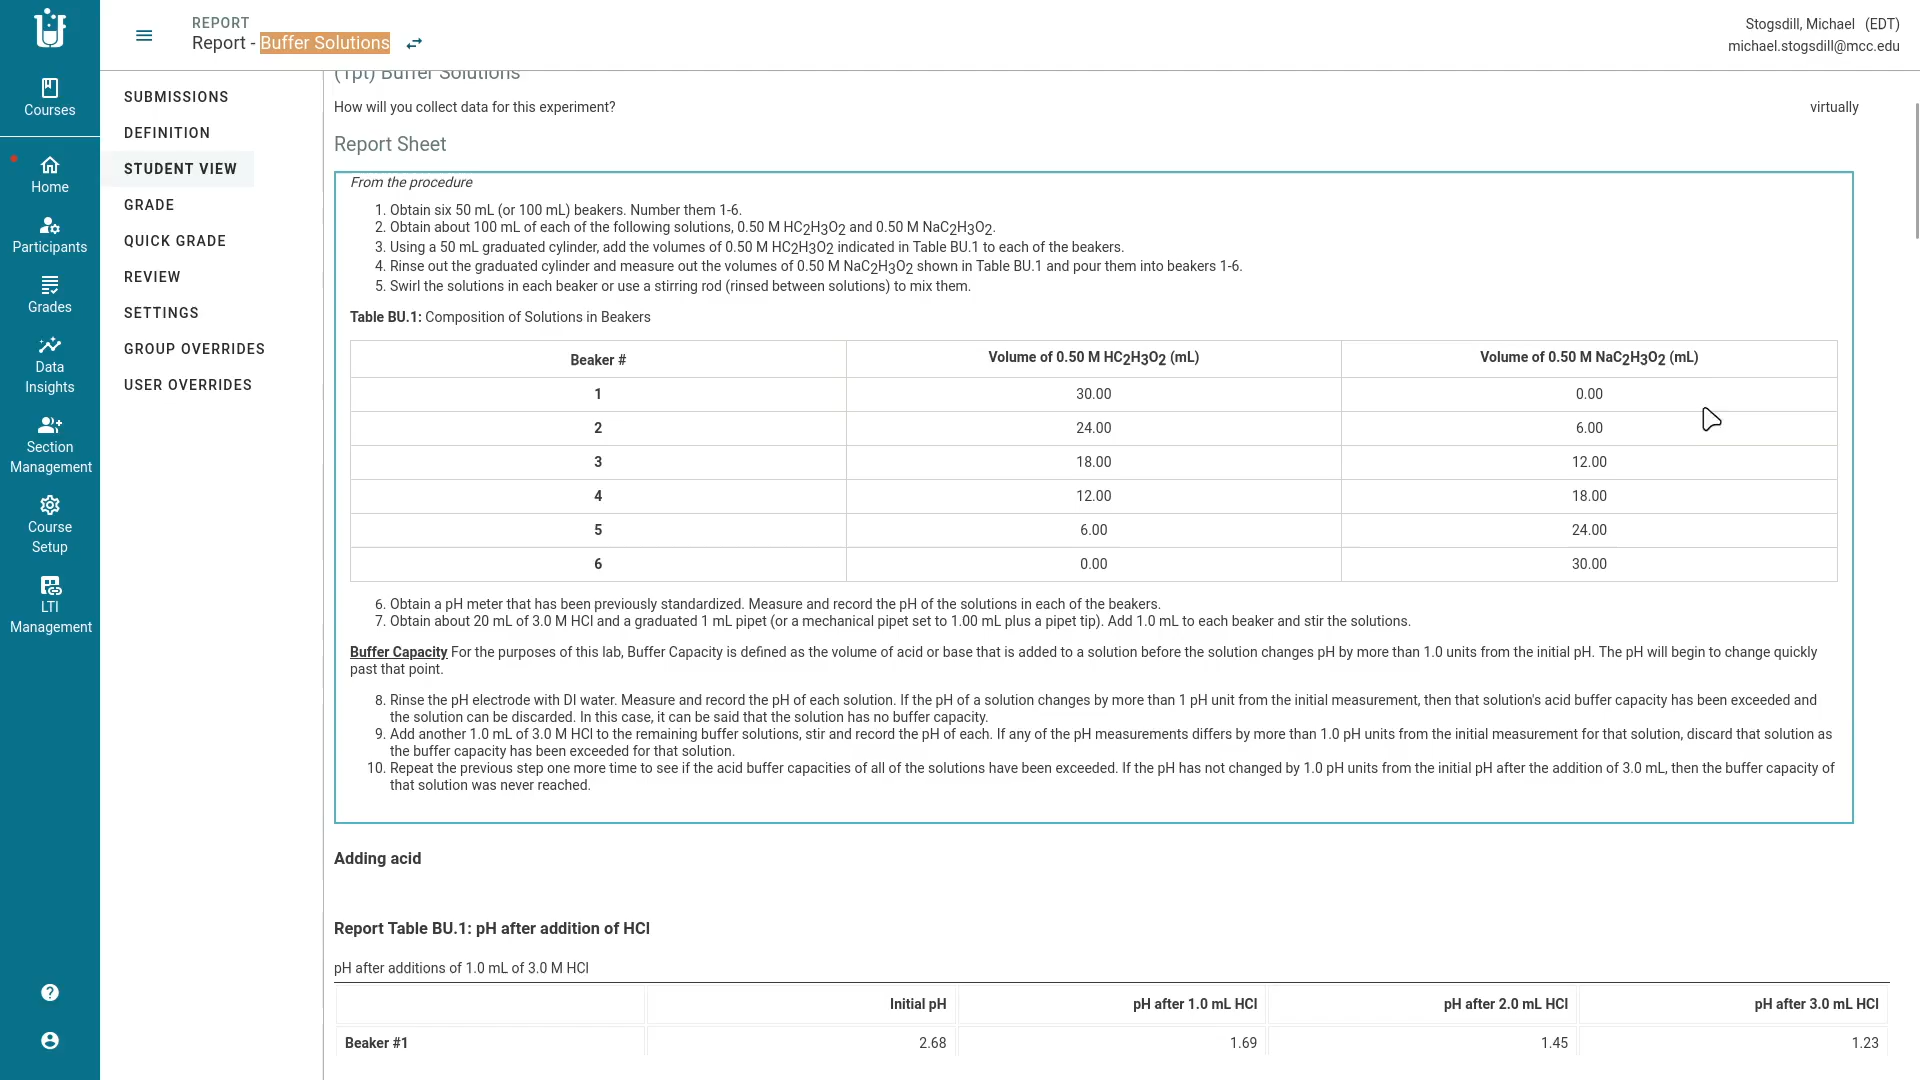 REPORT
Report - Buffer Solutions
Stogsdill, Michael (EDT)
michael.stogsdill@mcc.edu
Courses
Home
Participants
Grades
Data
Insights
Section
Management
Course
Setup
LTI
Management
SUBMISSIONS
DEFINITION
STUDENT VIEW
GRADE
QUICK GRADE
REVIEW
SETTINGS
GROUP OVERRIDES
USER OVERRIDES
(1pt) Buffer Solutions
How will you collect data for this experiment? virtually
Report Sheet
From the procedure
1. Obtain six 50 mL (or 100 mL) beakers. Number them 1-6.
2. Obtain about 100 mL of each of the following solutions, 0.50 M HC2H3O2 and 0.50 M NaC2H3O2.
3. Using a 50 mL graduated cylinder, add the volumes of 0.50 M HC2H3O2 indicated in Table BU.1 to each of the beakers.
4. Rinse out the graduated cylinder and measure out the volumes of 0.50 M NaC2H3O2 shown in Table BU.1 and pour them into beakers 1-6.
5. Swirl the solutions in each beaker or use a stirring rod (rinsed between solutions) to mix them.
Table BU.1: Composition of Solutions in Beakers
Beaker # Volume of 0.50 M HC2H3O2 (mL) Volume of 0.50 M NaC2H3O2 (mL)
1 30.00 0.00
2 24.00 6.00
3 18.00 12.00
4 12.00 18.00
5 6.00 24.00
6 0.00 30.00
6. Obtain a pH meter that has been previously standardized. Measure and record the pH of the solutions in each of the beakers.
7. Obtain about 20 mL of 3.0 M HCl and a graduated 1 mL pipet (or a mechanical pipet set to 1.00 mL plus a pipet tip). Add 1.0 mL to each beaker and stir the solutions.
Buffer Capacity For the purposes of this lab, Buffer Capacity is defined as the volume of acid or base that is added to a solution before the solution changes pH by more than 1.0 units from the initial pH. The pH will begin to change quickly
past that point.
8. Rinse the pH electrode with DI water. Measure and record the pH of each solution. If the pH of a solution changes by more than 1 pH unit from the initial measurement, then that solution's acid buffer capacity has been exceeded and
the solution can be discarded. In this case, it can be said that the solution has no buffer capacity.
9. Add another 1.0 mL of 3.0 M HCl to the remaining buffer solutions, stir and record the pH of each. If any of the pH measurements differs by more than 1.0 pH units from the initial measurement for that solution, discard that solution as
the buffer capacity has been exceeded for that solution.
10. Repeat the previous step one more time to see if the acid buffer capacities of all of the solutions have been exceeded. If the pH has not changed by 1.0 pH units from the initial pH after the addition of 3.0 mL, then the buffer capacity of
that solution was never reached.
Adding acid
Report Table BU.1: pH after addition of HCl
pH after additions of 1.0 mL of 3.0 M HCl
Initial pH pH after 1.0 mL HCl pH after 2.0 mL HCl pH after 3.0 mL HCl
Beaker #1 2.68 1.69 1.45 1.23